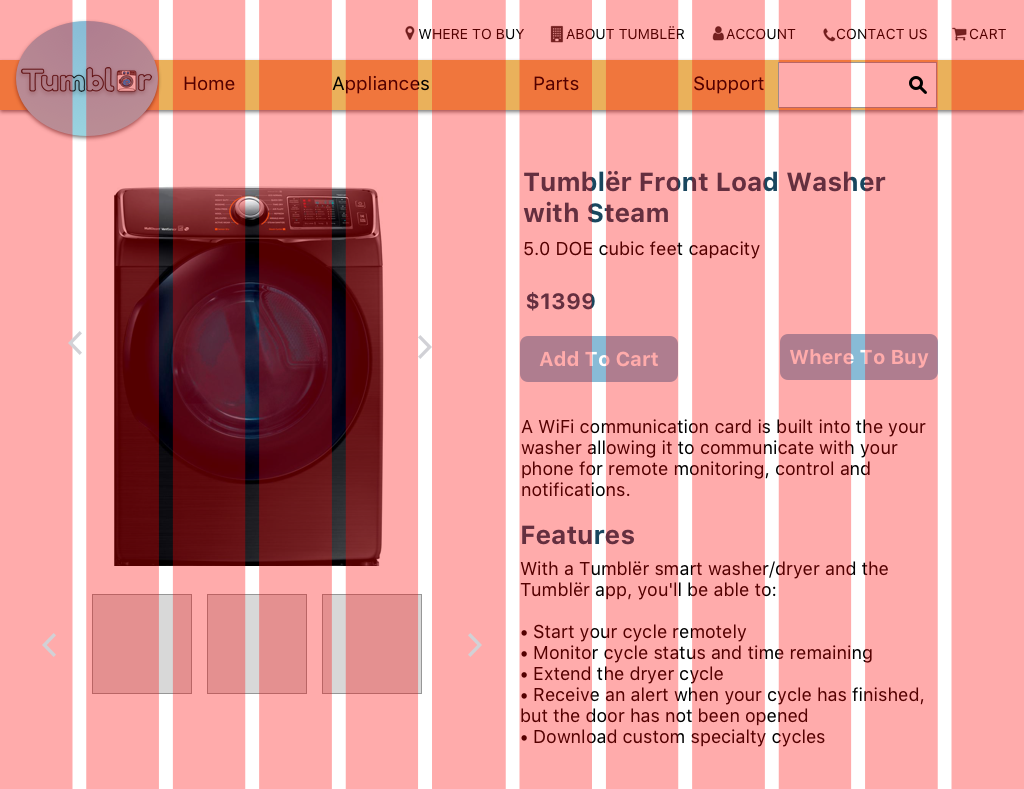 WHERE TO BUY ABOUT TUMBLËR ACCOUNT CONTACT US CART
Tumblr
Home Appliances Parts Support
Tumblër Front Load Washer
with Steam
5.0 DOE cubic feet capacity
$1399
Add To Cart Where To Buy
A WiFi communication card is built into the your
washer allowing it to communicate with your
phone for remote monitoring, control and
notifications.
Features
With a Tumblër smart washer/dryer and the
Tumblër app, you'll be able to:
• Start your cycle remotely
• Monitor cycle status and time remaining
• Extend the dryer cycle
• Receive an alert when your cycle has finished,
but the door has not been opened
• Download custom specialty cycles